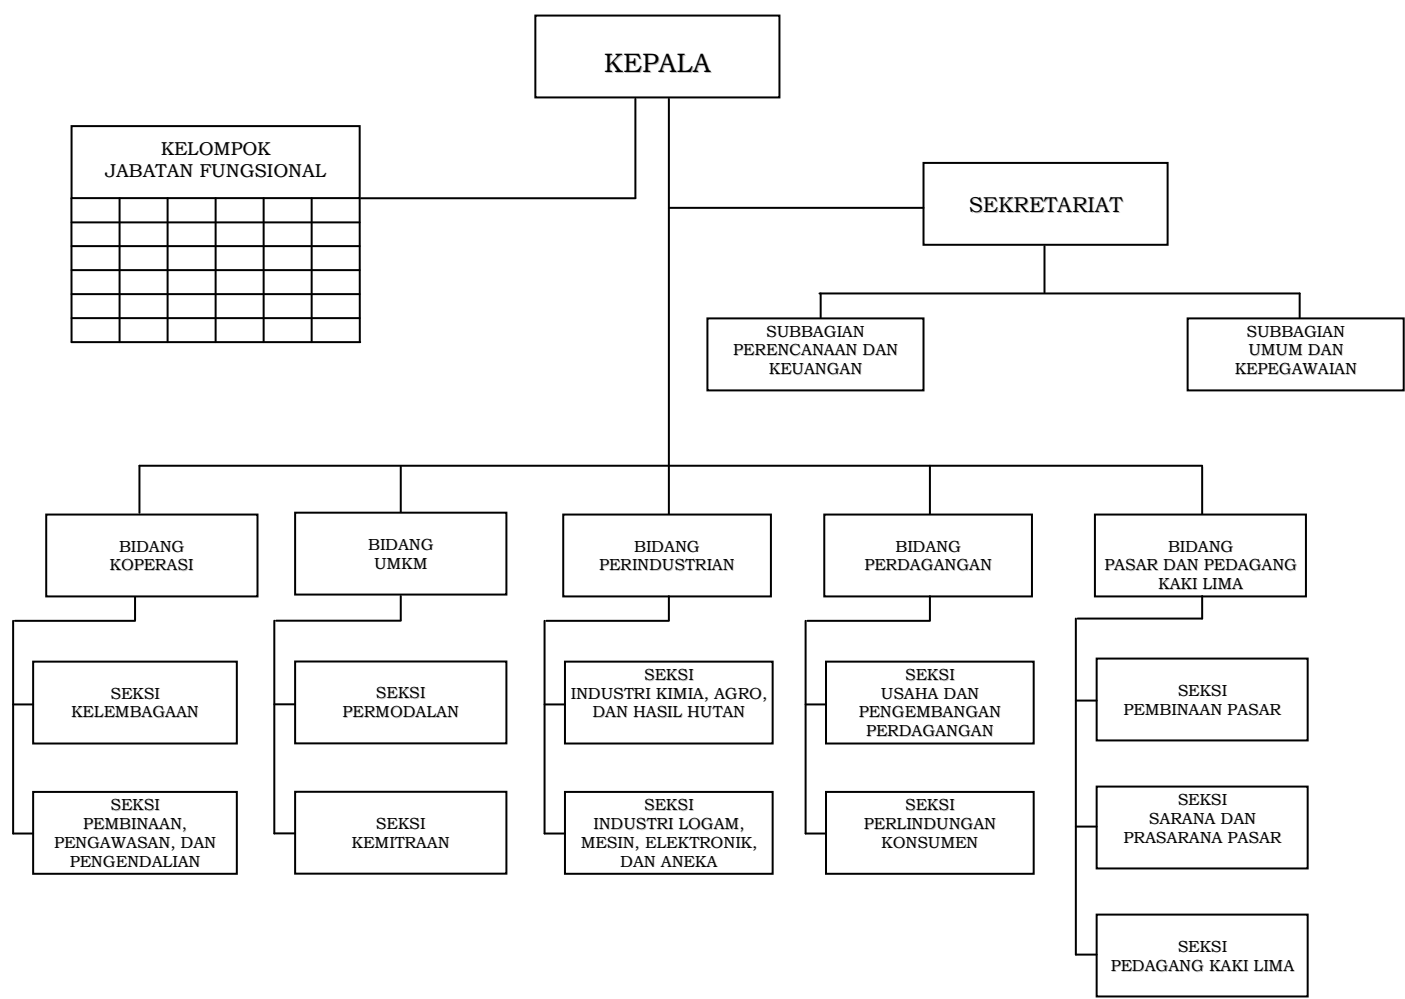 KEPALA
KELOMPOK
JABATAN FUNGSIONAL
SEKRETARIAT
SUBBAGIAN
PERENCANAAN DAN
KEUANGAN
SUBBAGIAN
UMUM DAN
KEPEGAWAIAN
BIDANG
KOPERASI
BIDANG
UMKM
BIDANG
PERINDUSTRIAN
BIDANG
PERDAGANGAN
BIDANG
PASAR DAN PEDAGANG
KAKI LIMA
SEKSI
KELEMBAGAAN
SEKSI
PERMODALAN
SEKSI
INDUSTRI KIMIA, AGRO,
DAN HASIL HUTAN
SEKSI
USAHA DAN
PENGEMBANGAN
PERDAGANGAN
SEKSI
PEMBINAAN PASAR
SEKSI
PEMBINAAN,
PENGAWASAN, DAN
PENGENDALIAN
SEKSI
KEMITRAAN
SEKSI
INDUSTRI LOGAM,
MESIN, ELEKTRONIK,
DAN ANEKA
SEKSI
PERLINDUNGAN
KONSUMEN
SEKSI
SARANA DAN
PRASARANA PASAR
SEKSI
PEDAGANG KAKI LIMA